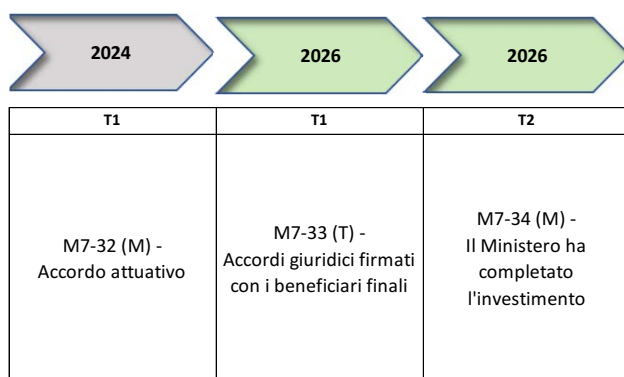 2024
2026
2026
T1
T1
T2
M7-32 (M) -
Accordo attuativo
M7-33 (T) -
Accordi giuridici firmati
con i beneficiari finali
M7-34 (M) -
Il Ministero ha
completato
l'investimento